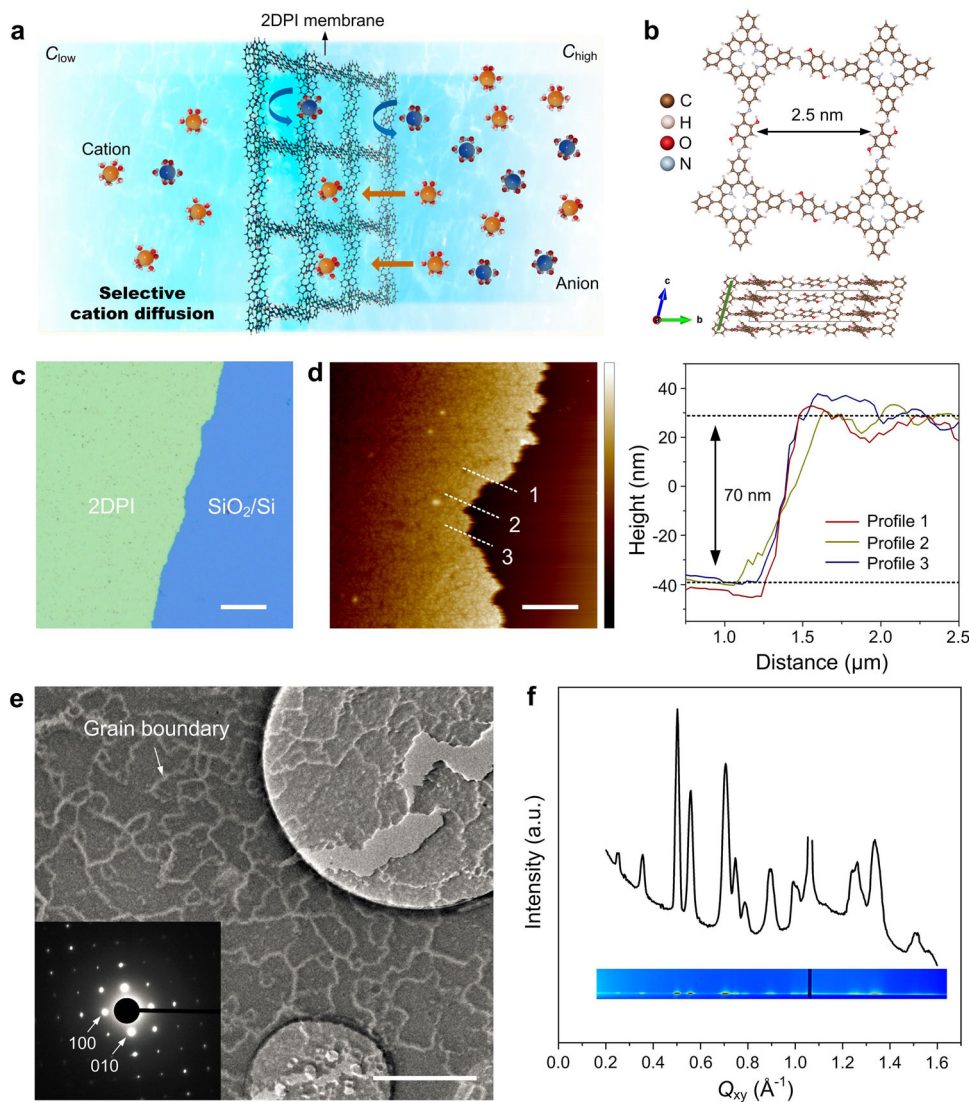 a
2DPI membrane
Clow
Chigh
Cation
Anion
Selective
cation diffusion
b
C
H
O
N
2.5 nm
c
b
c
2DPI
SiO₂/Si
d
1
2
3
Height (nm)
40
20
0
-20
-40
70 nm
Profile 1
Profile 2
Profile 3
1.0
1.5
2.0
2.5
Distance (µm)
e
Grain boundary
100
010
f
Intensity (a.u.)
0.0
0.2
0.4
0.6
0.8
1.0
1.2
1.4
1.6
Qxy (Å⁻¹)